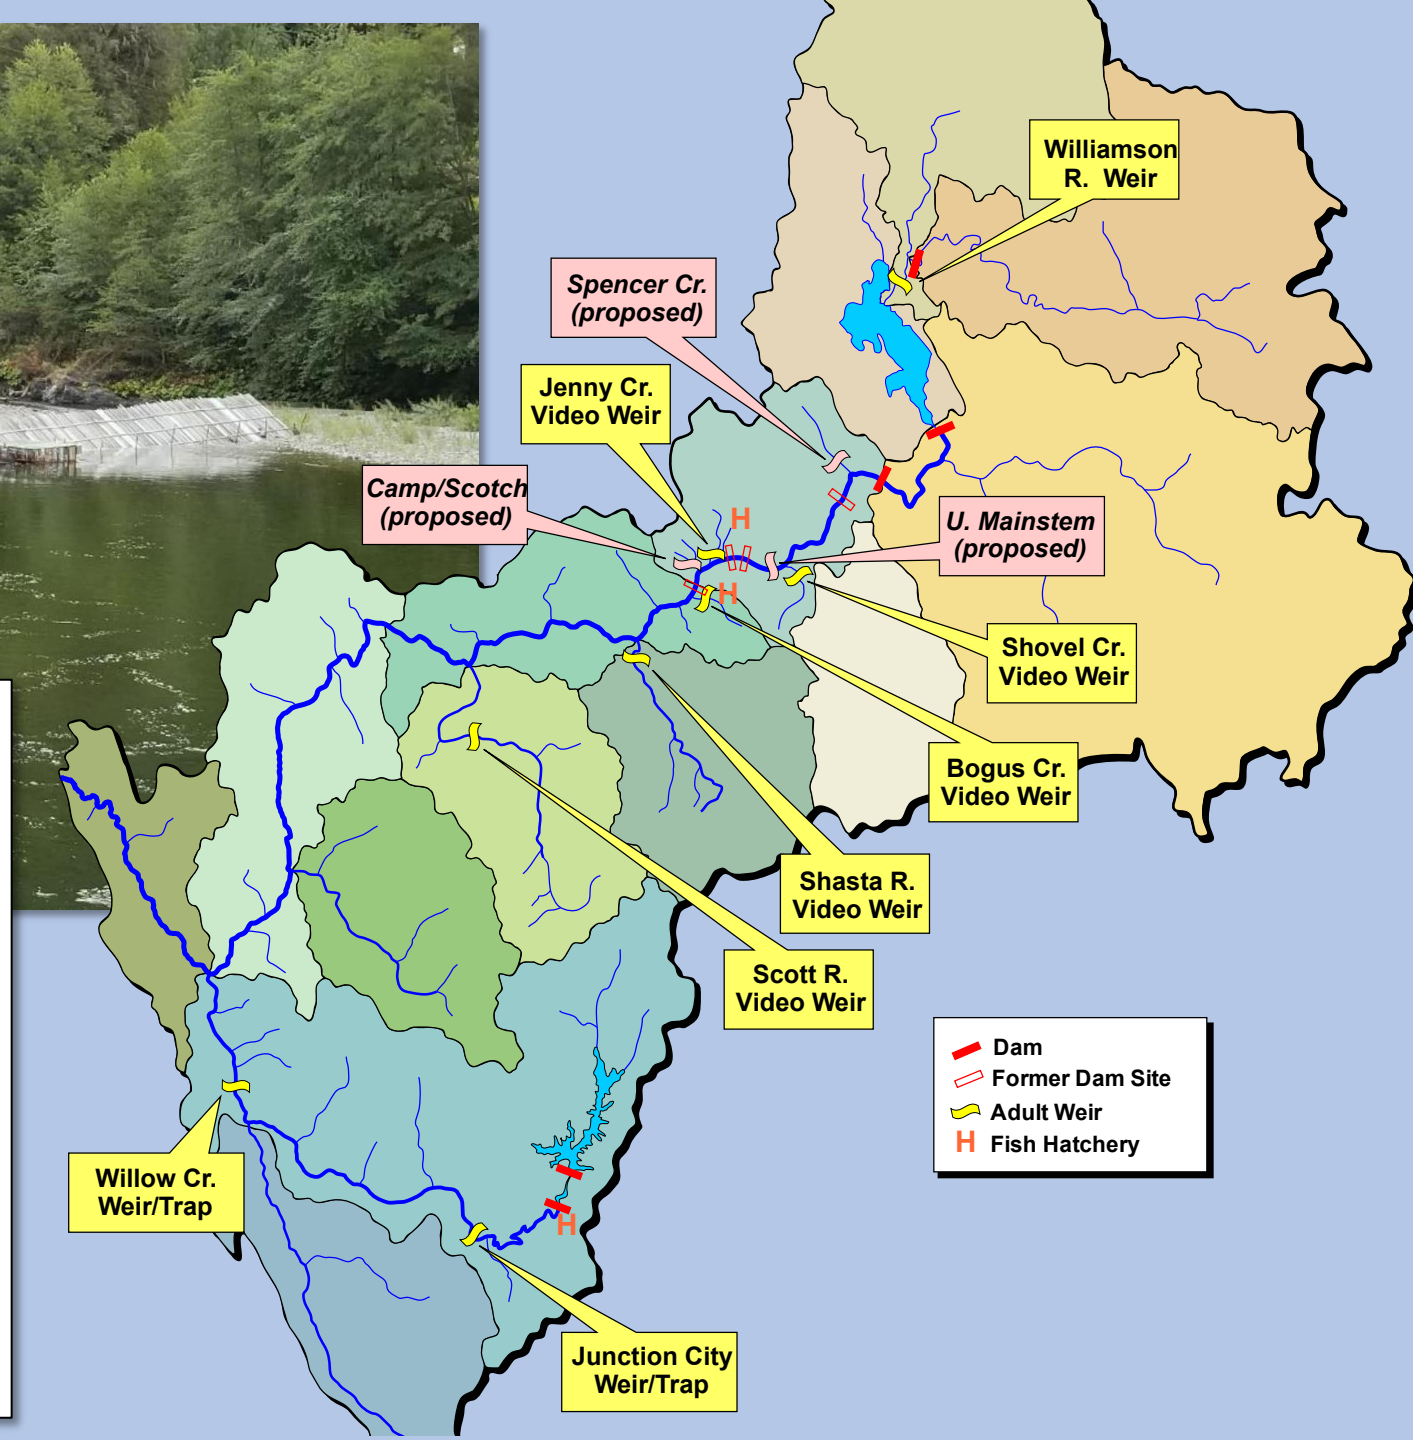 Williamson
R. Weir
Spencer Cr.
(proposed)
Jenny Cr.
Video Weir
Camp/Scotch
(proposed)
H
U. Mainstem
(proposed)
H
Shovel Cr.
Video Weir
Bogus Cr.
Video Weir
Shasta R.
Video Weir
Scott R.
Video Weir
Dam
Former Dam Site
Adult Weir
H Fish Hatchery
Willow Cr.
Weir/Trap
H
Junction City
Weir/Trap